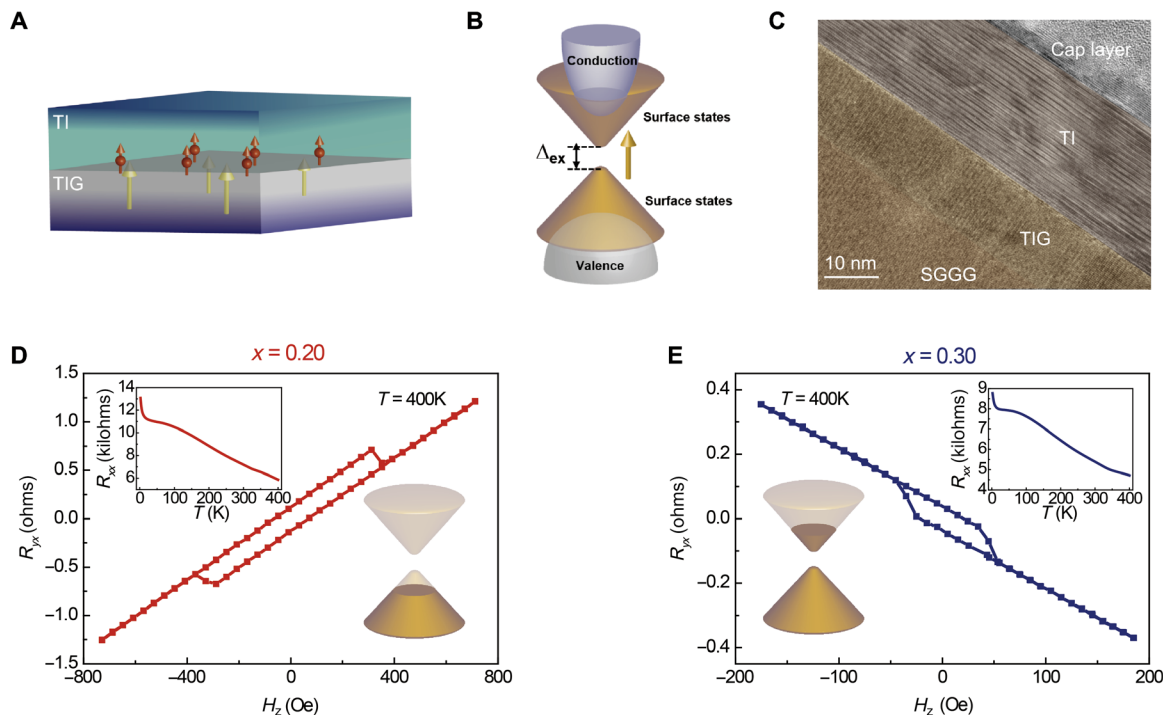 A
TI
TIG
B
Conduction
Surface states
Δex
Surface states
Valence
C
Cap layer
TI
TIG
10 nm
SGGG
D
x = 0.20
Ryx (ohms)
1.5
1.0
0.5
0.0
−0.5
−1.0
−1.5
T = 400K
Rxx (kilohms)
14
12
10
8
6
0 100 200 300 400
T (K)
−800 −400 0 400 800
Hz (Oe)
E
x = 0.30
Ryx (ohms)
0.4
0.2
0.0
−0.2
−0.4
T = 400K
Rxx (kilohms)
9
8
7
6
5
4
0 100 200 300 400
T (K)
−200 −100 0 100 200
Hz (Oe)